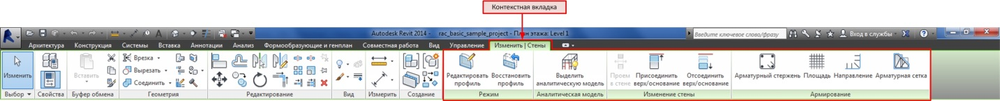 Контекстная вкладка
Autodesk Revit 2014 - rac_basic_sample_project - План этажа: Level 1
Введите ключевое слово/фразу
Вход в службы
Архитектура Конструкция Системы Вставка Аннотации Анализ Формообразующие и генплан Совместная работа Вид Управление Изменить | Стены
Изменить
Вставить
Врезка
Вырезать
Соединить
Редактировать
профиль
Восстановить
профиль
Выделить
аналитическую модель
Проем
в стене
Присоединить
верх/основание
Отсоединить
верх/основание
Арматурный стержень
Площадь
Направление
Арматурная сетка
Выбор Свойства Буфер обмена Геометрия Редактирование Вид Измерить Создание Режим Аналитическая модель Изменение стены Армирование